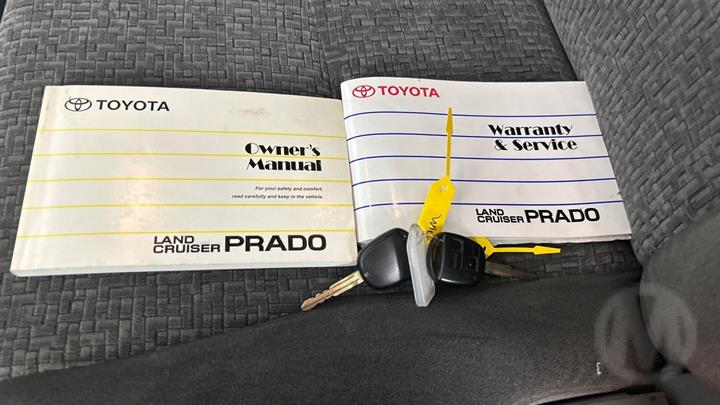 TOYOTA
Owner's
Manual
For your safety and comfort,
read carefully and keep in the vehicle.
LAND
CRUISER PRADO
TOYOTA
Warranty
& Service
LAND
CRUISER PRADO